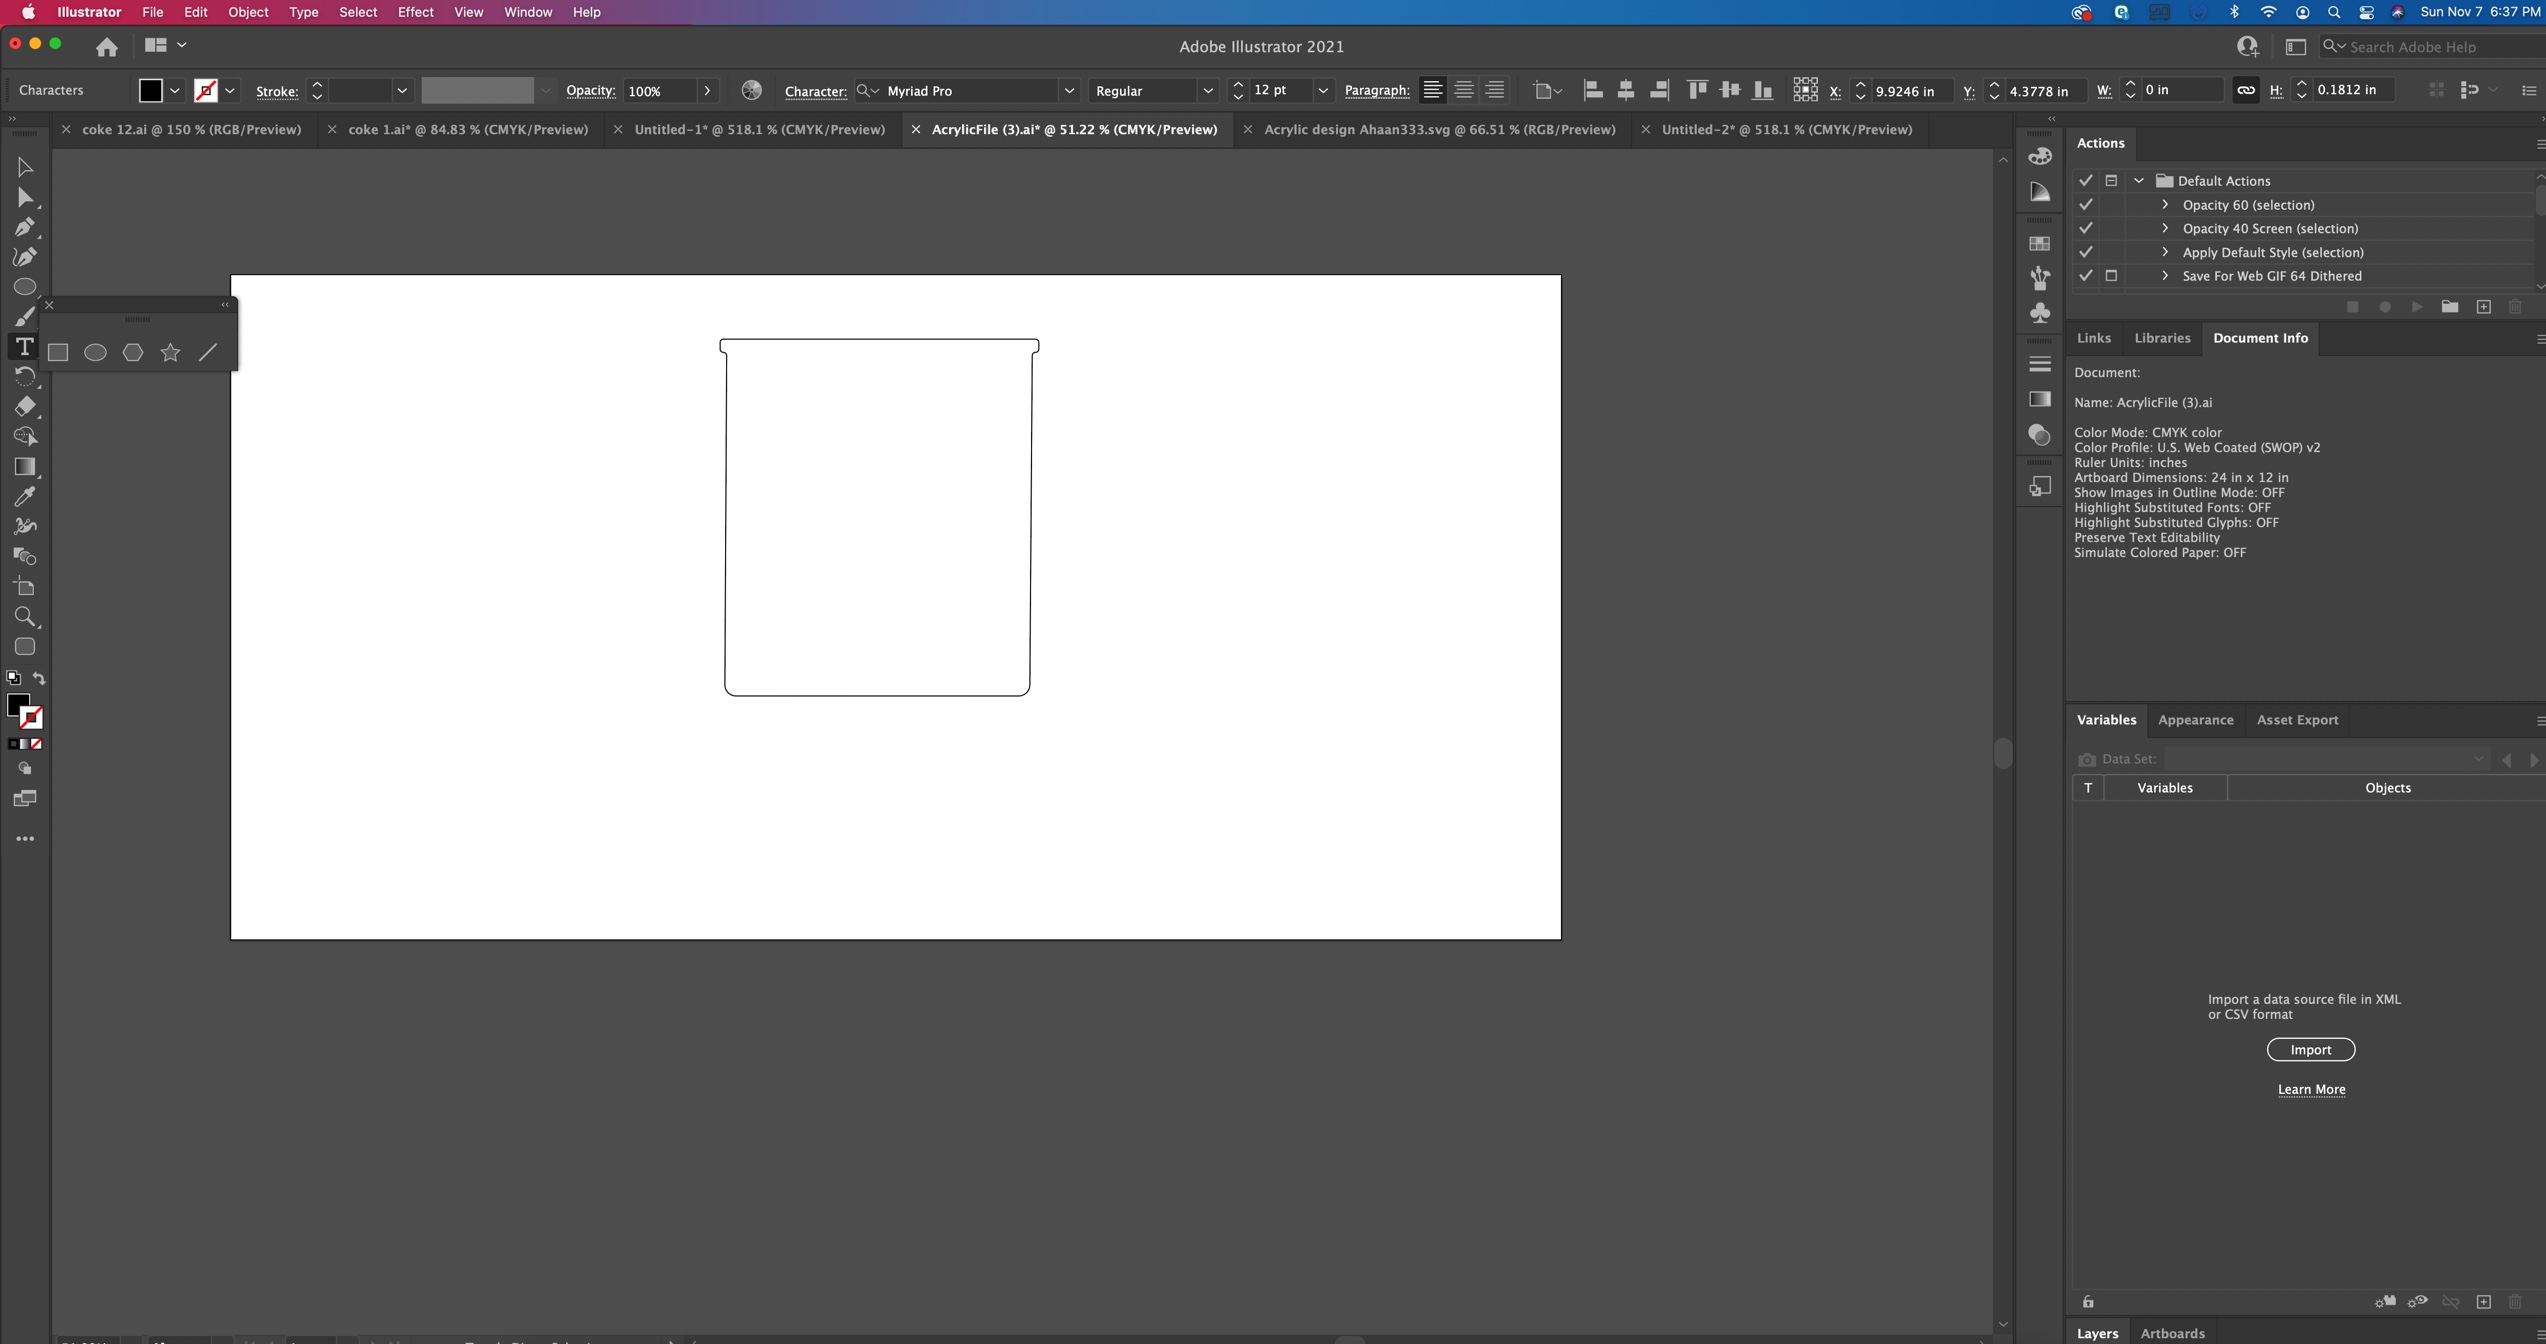 Illustrator File Edit Object Type Select Effect View Window Help
Sun Nov 7 6:37 PM
Adobe Illustrator 2021
Search Adobe Help
Characters
Stroke:
Opacity: 100%
Character: Myriad Pro
Regular
12 pt
Paragraph:
X: 9.9246 in
Y: 4.3778 in
W: 0 in
H: 0.1812 in
coke 12.ai @ 150 % (RGB/Preview)
coke 1.ai* @ 84.83 % (CMYK/Preview)
Untitled-1* @ 518.1 % (CMYK/Preview)
AcrylicFile (3).ai* @ 51.22 % (CMYK/Preview)
Acrylic design Ahaan333.svg @ 66.51 % (RGB/Preview)
Untitled-2* @ 518.1 % (CMYK/Preview)
Actions
Default Actions
Opacity 60 (selection)
Opacity 40 Screen (selection)
Apply Default Style (selection)
Save For Web GIF 64 Dithered
Links Libraries Document Info
Document:
Name: AcrylicFile (3).ai
Color Mode: CMYK color
Color Profile: U.S. Web Coated (SWOP) v2
Ruler Units: inches
Artboard Dimensions: 24 in x 12 in
Show Images in Outline Mode: OFF
Highlight Substituted Fonts: OFF
Highlight Substituted Glyphs: OFF
Preserve Text Editability
Simulate Colored Paper: OFF
Variables Appearance Asset Export
Data Set:
T Variables Objects
Import a data source file in XML
or CSV format
Import
Learn More
Layers Artboards